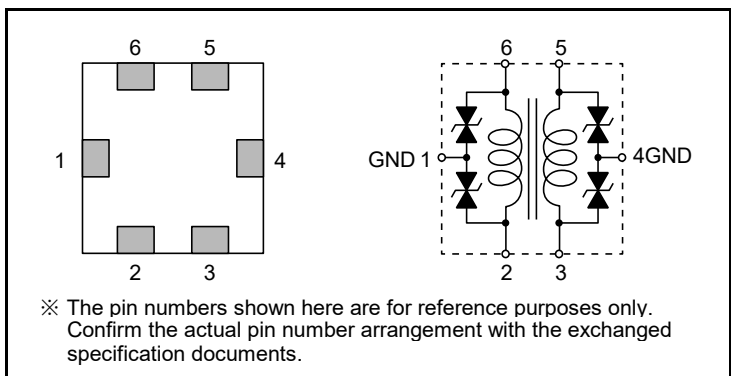 6 5
1 4
2 3
6 5
GND 1 4GND
2 3
※ The pin numbers shown here are for reference purposes only.
Confirm the actual pin number arrangement with the exchanged
specification documents.